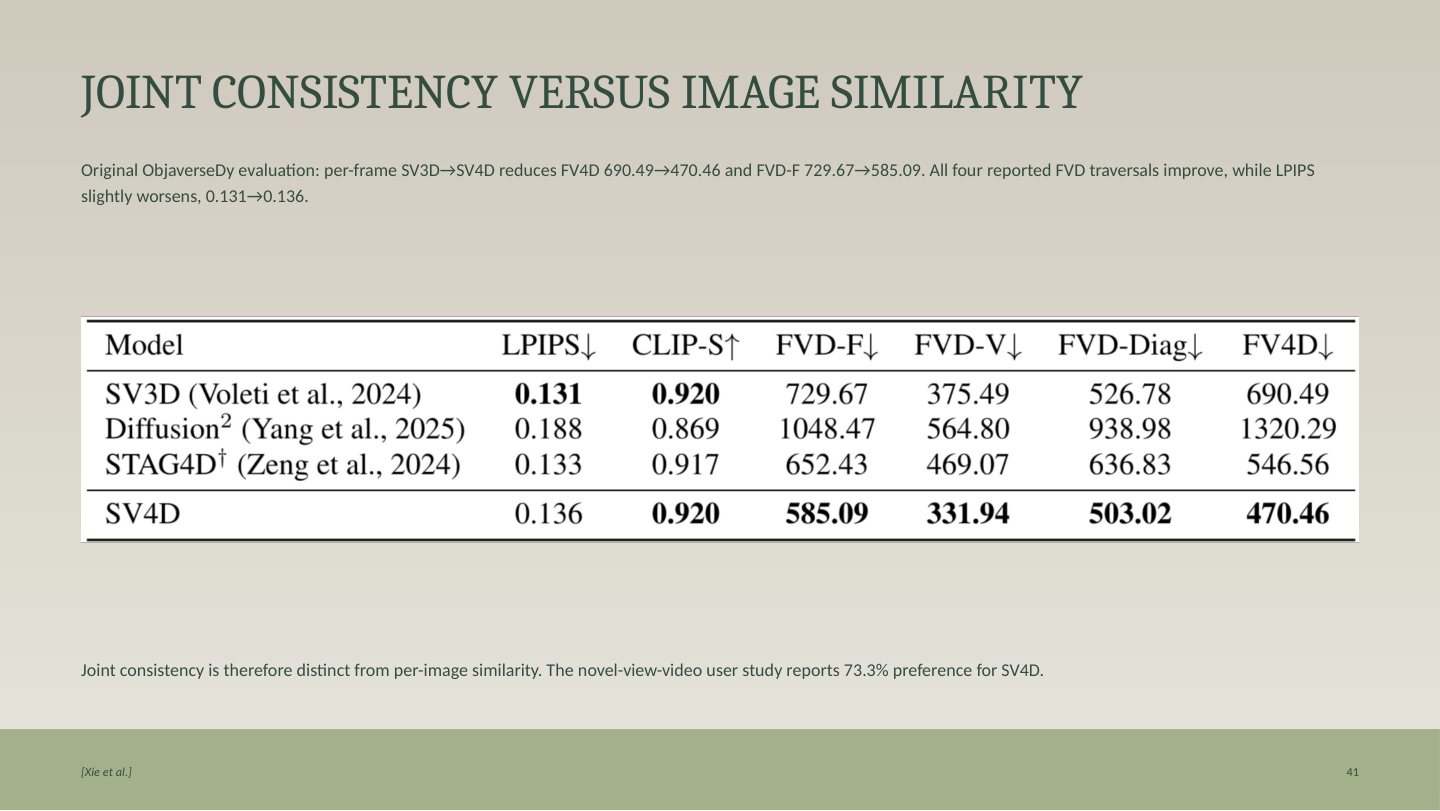 JOINT CONSISTENCY VERSUS IMAGE SIMILARITY
Original ObjaverseDy evaluation: per-frame SV3D→SV4D reduces FV4D 690.49→470.46 and FVD-F 729.67→585.09. All four reported FVD traversals improve, while LPIPS
slightly worsens, 0.131→0.136.
Model LPIPS↓ CLIP-S↑ FVD-F↓ FVD-V↓ FVD-Diag↓ FV4D↓
SV3D (Voleti et al., 2024) 0.131 0.920 729.67 375.49 526.78 690.49
Diffusion² (Yang et al., 2025) 0.188 0.869 1048.47 564.80 938.98 1320.29
STAG4D† (Zeng et al., 2024) 0.133 0.917 652.43 469.07 636.83 546.56
SV4D 0.136 0.920 585.09 331.94 503.02 470.46
Joint consistency is therefore distinct from per-image similarity. The novel-view-video user study reports 73.3% preference for SV4D.
[Xie et al.] 41